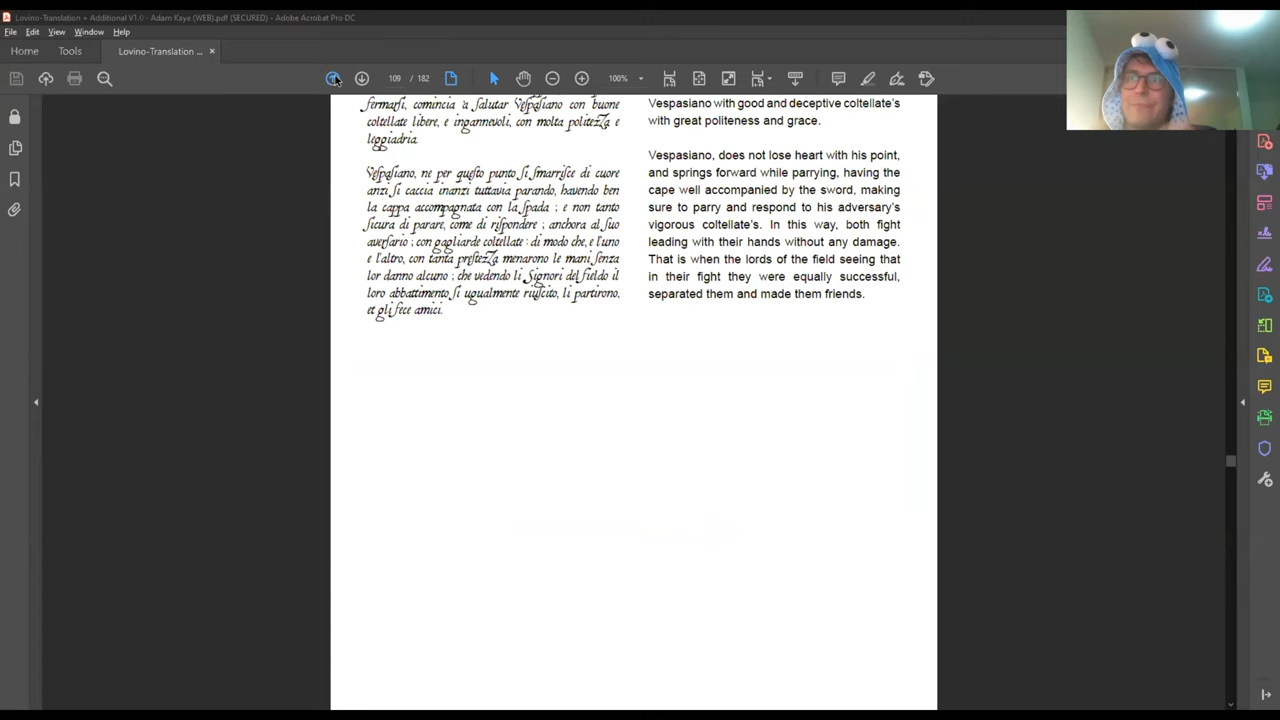 Lovino-Translation + Additional V1.0 - Adam Kaye (WEB).pdf (SECURED) - Adobe Acrobat Pro DC
File Edit View Window Help
Home Tools Lovino-Translation ... ×
109 / 182 100%
fermarsi, comincia a salutar Vespasiano con buone
coltellate libere, e ingannevoli, con molta politezza e
leggiadria.
Vespasiano, ne per questo punto si smarrisce di cuore
anzi si caccia inanzi tuttavia parando, havendo ben
la cappa accompagnata con la spada ; e non tanto
sicura di parare, come di rispondere ; anchora al suo
aversario ; con gagliarde coltellate : di modo che, e l'uno
e l'altro, con tanta prestezza menarono le mani senza
lor danno alcuno ; che vedendo li Signori del fieldo il
loro abbattimento si ugualmente riuscito, li partirono,
et gli fece amici.
Vespasiano with good and deceptive coltellate's
with great politeness and grace.
Vespasiano, does not lose heart with his point,
and springs forward while parrying, having the
cape well accompanied by the sword, making
sure to parry and respond to his adversary's
vigorous coltellate's. In this way, both fight
leading with their hands without any damage.
That is when the lords of the field seeing that
in their fight they were equally successful,
separated them and made them friends.